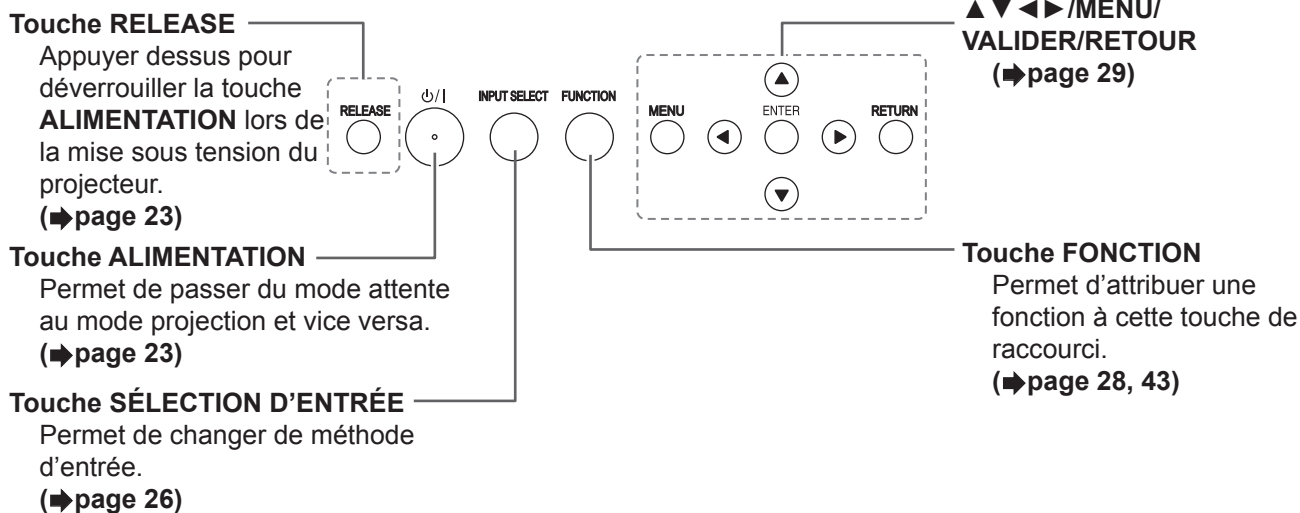 Touche RELEASE
Appuyer dessus pour
déverrouiller la touche
ALIMENTATION lors de
la mise sous tension du
projecteur.
(➡page 23)
Touche ALIMENTATION
Permet de passer du mode attente
au mode projection et vice versa.
(➡page 23)
Touche SÉLECTION D'ENTRÉE
Permet de changer de méthode
d'entrée.
(➡page 26)
RELEASE
⏻/|
INPUT SELECT
FUNCTION
MENU
ENTER
RETURN
▲▼◀▶/MENU/
VALIDER/RETOUR
(➡page 29)
Touche FONCTION
Permet d'attribuer une
fonction à cette touche de
raccourci.
(➡page 28, 43)